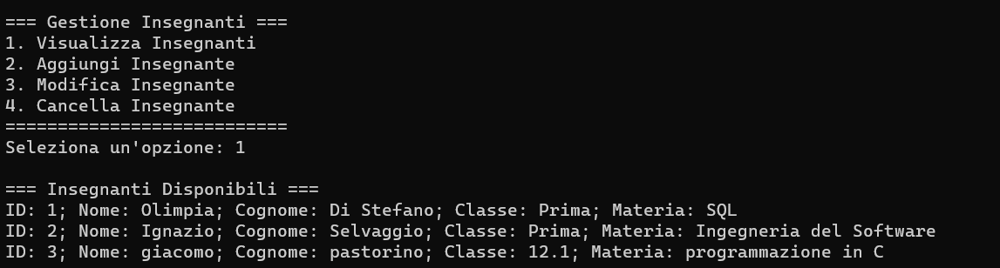 === Gestione Insegnanti ===
1. Visualizza Insegnanti
2. Aggiungi Insegnante
3. Modifica Insegnante
4. Cancella Insegnante
===========================
Seleziona un'opzione: 1
=== Insegnanti Disponibili ===
ID: 1; Nome: Olimpia; Cognome: Di Stefano; Classe: Prima; Materia: SQL
ID: 2; Nome: Ignazio; Cognome: Selvaggio; Classe: Prima; Materia: Ingegneria del Software
ID: 3; Nome: giacomo; Cognome: pastorino; Classe: 12.1; Materia: programmazione in C